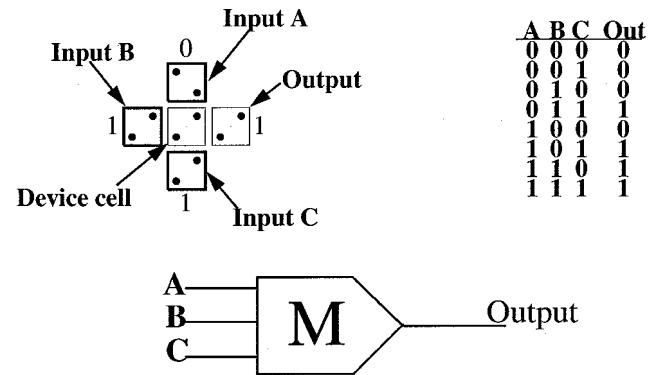 Input A
0
Input B
Output
1
1
Device cell
1
Input C
A B C Out
0 0 0 0
0 0 1 0
0 1 0 0
0 1 1 1
1 0 0 0
1 0 1 1
1 1 0 1
1 1 1 1
A
B
C
M
Output